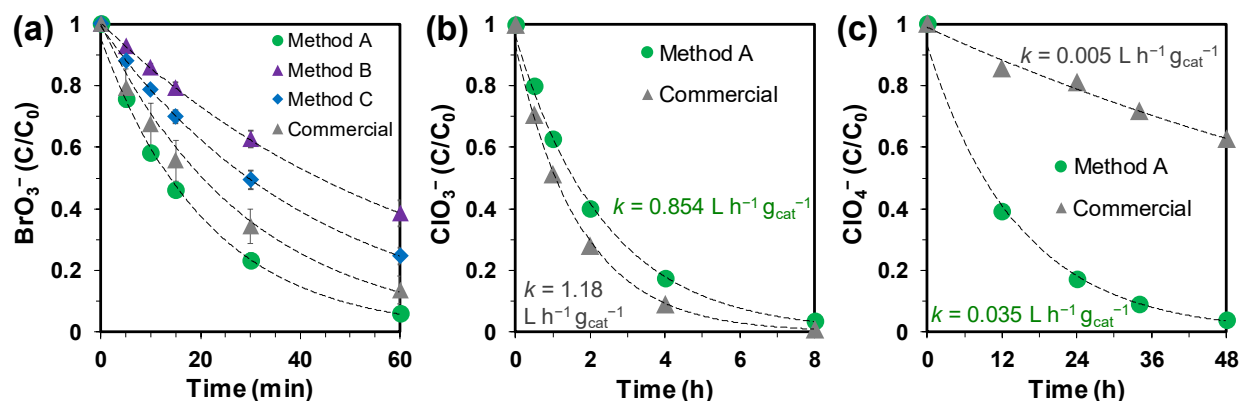 (a)
BrO₃⁻ (C/C₀)
1
0.8
0.6
0.4
0.2
0
Method A
Method B
Method C
Commercial
0 20 40 60
Time (min)
(b)
ClO₃⁻ (C/C₀)
1
0.8
0.6
0.4
0.2
0
Method A
Commercial
k = 0.854 L h⁻¹ g_cat⁻¹
k = 1.18
L h⁻¹ g_cat⁻¹
0 2 4 6 8
Time (h)
(c)
ClO₄⁻ (C/C₀)
1
0.8
0.6
0.4
0.2
0
k = 0.005 L h⁻¹ g_cat⁻¹
Method A
Commercial
k = 0.035 L h⁻¹ g_cat⁻¹
0 12 24 36 48
Time (h)